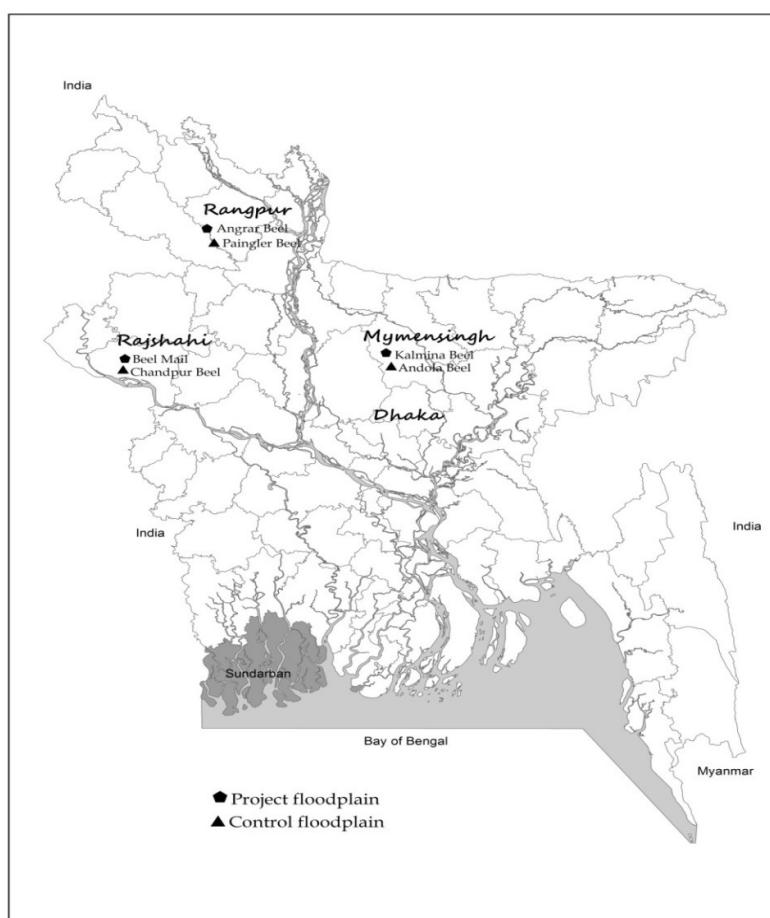 India
Rangpur
Angrar Beel
Paingler Beel
Rajshahi
Beel Mail
Chandpur Beel
Mymensingh
Kalmina Beel
Andola Beel
Dhaka
India
India
Sundarban
Bay of Bengal
Myanmar
Project floodplain
Control floodplain